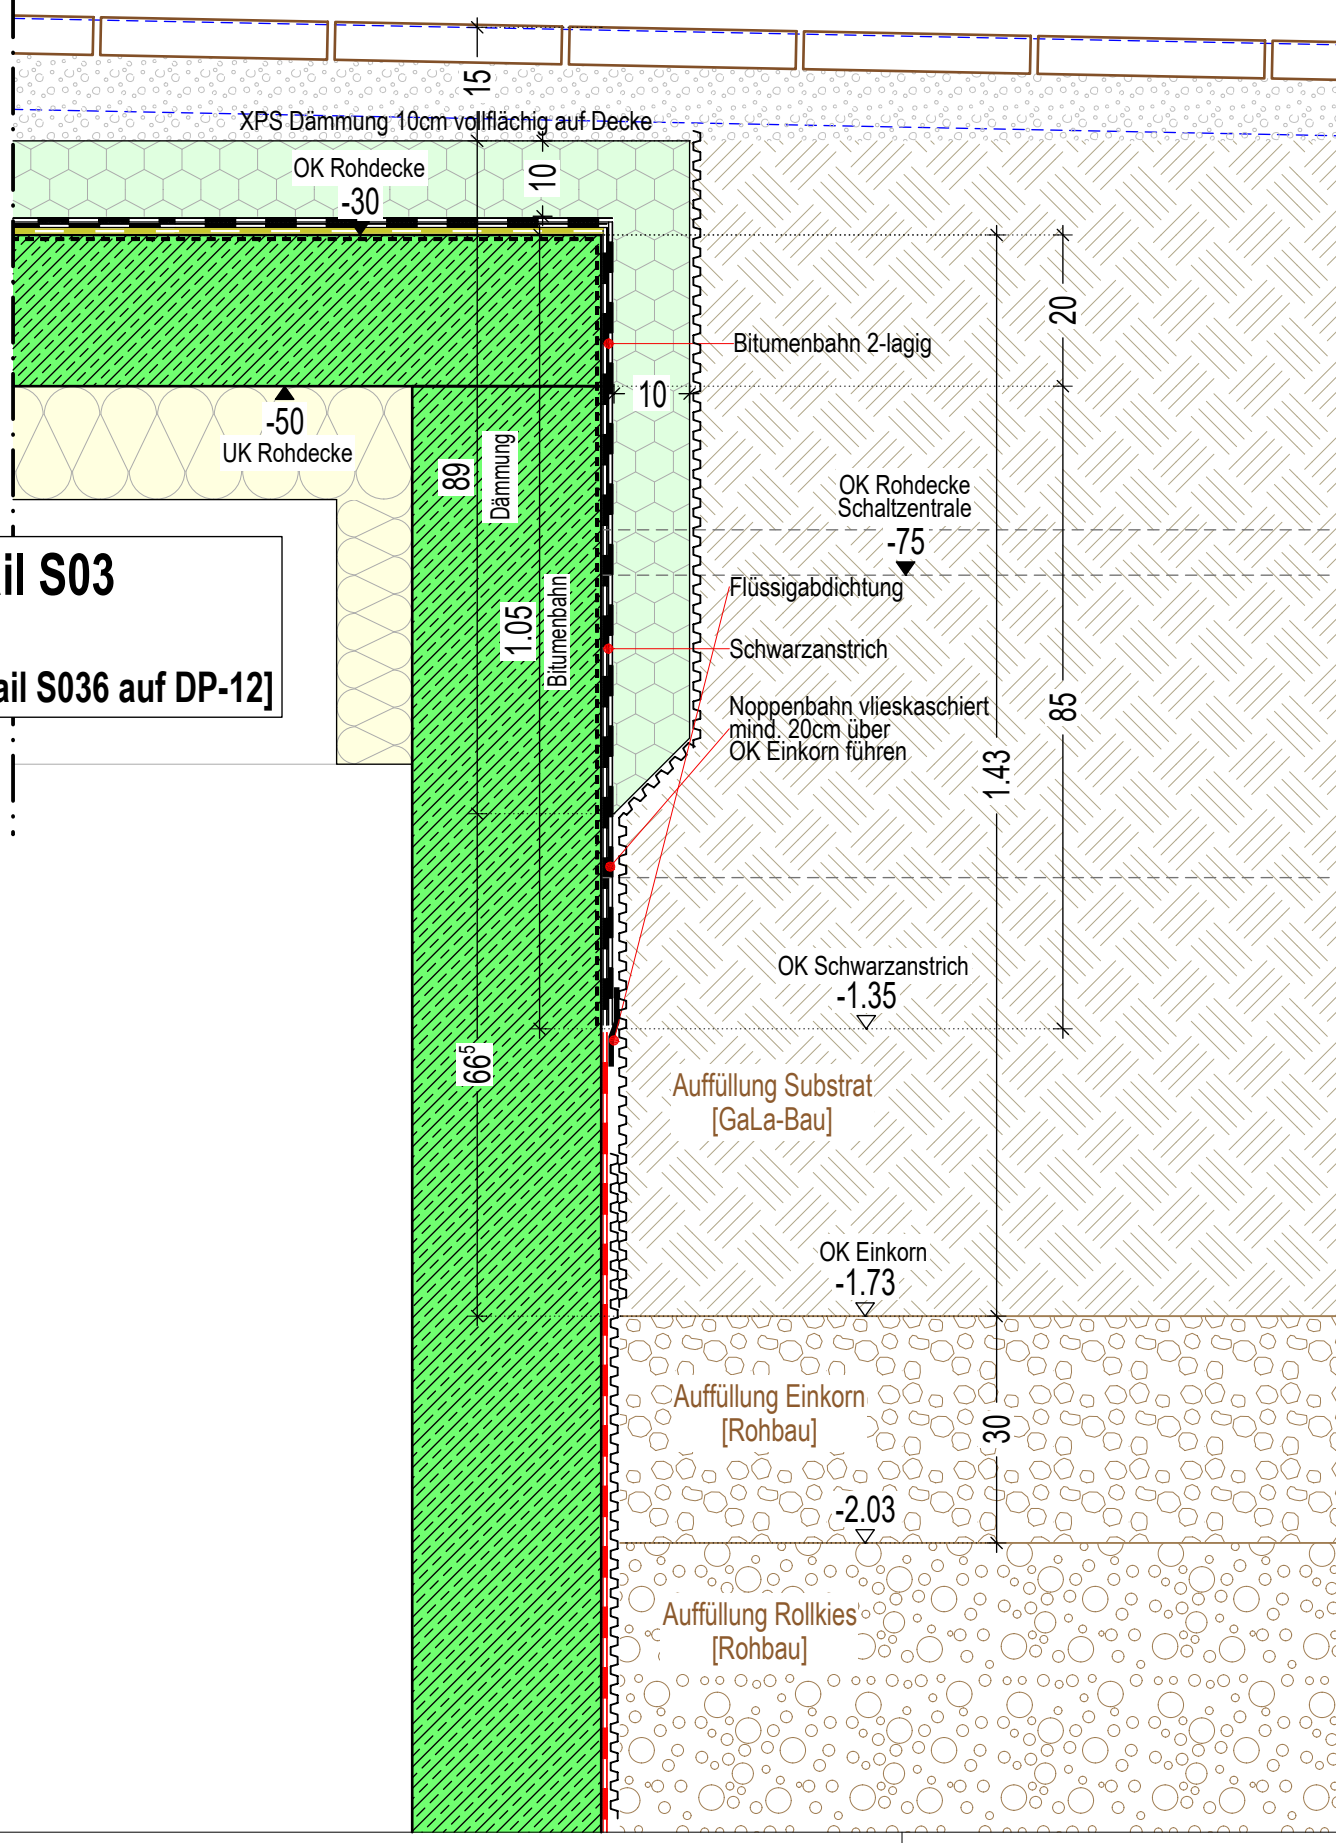 15
XPS Dämmung 10cm vollflächig auf Decke
OK Rohdecke
-30
10
20
Bitumenbahn 2-lagig
10
-50
UK Rohdecke
89
Dämmung
OK Rohdecke
Schaltzentrale
-75
il S03
Flüssigabdichtung
1.05
Bitumenbahn
Schwarzanstrich
ail S036 auf DP-12]
Noppenbahn vlieskaschiert
mind. 20cm über
OK Einkorn führen
85
1.43
OK Schwarzanstrich
-1.35
66⁵
Auffüllung Substrat
[GaLa-Bau]
OK Einkorn
-1.73
Auffüllung Einkorn
[Rohbau]
30
-2.03
Auffüllung Rollkies
[Rohbau]